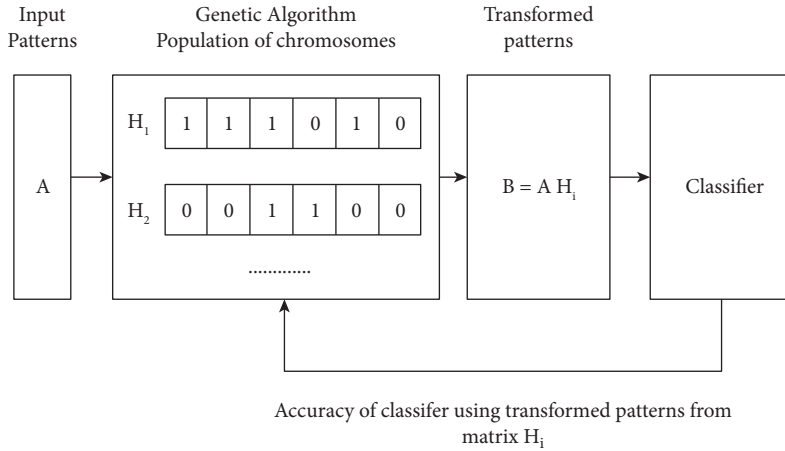 Input
Patterns
Genetic Algorithm
Population of chromosomes
Transformed
patterns
A
H₁ 1 1 1 0 1 0
H₂ 0 0 1 1 0 0
.............
B = A Hᵢ
Classifier
Accuracy of classifer using transformed patterns from
matrix Hᵢ